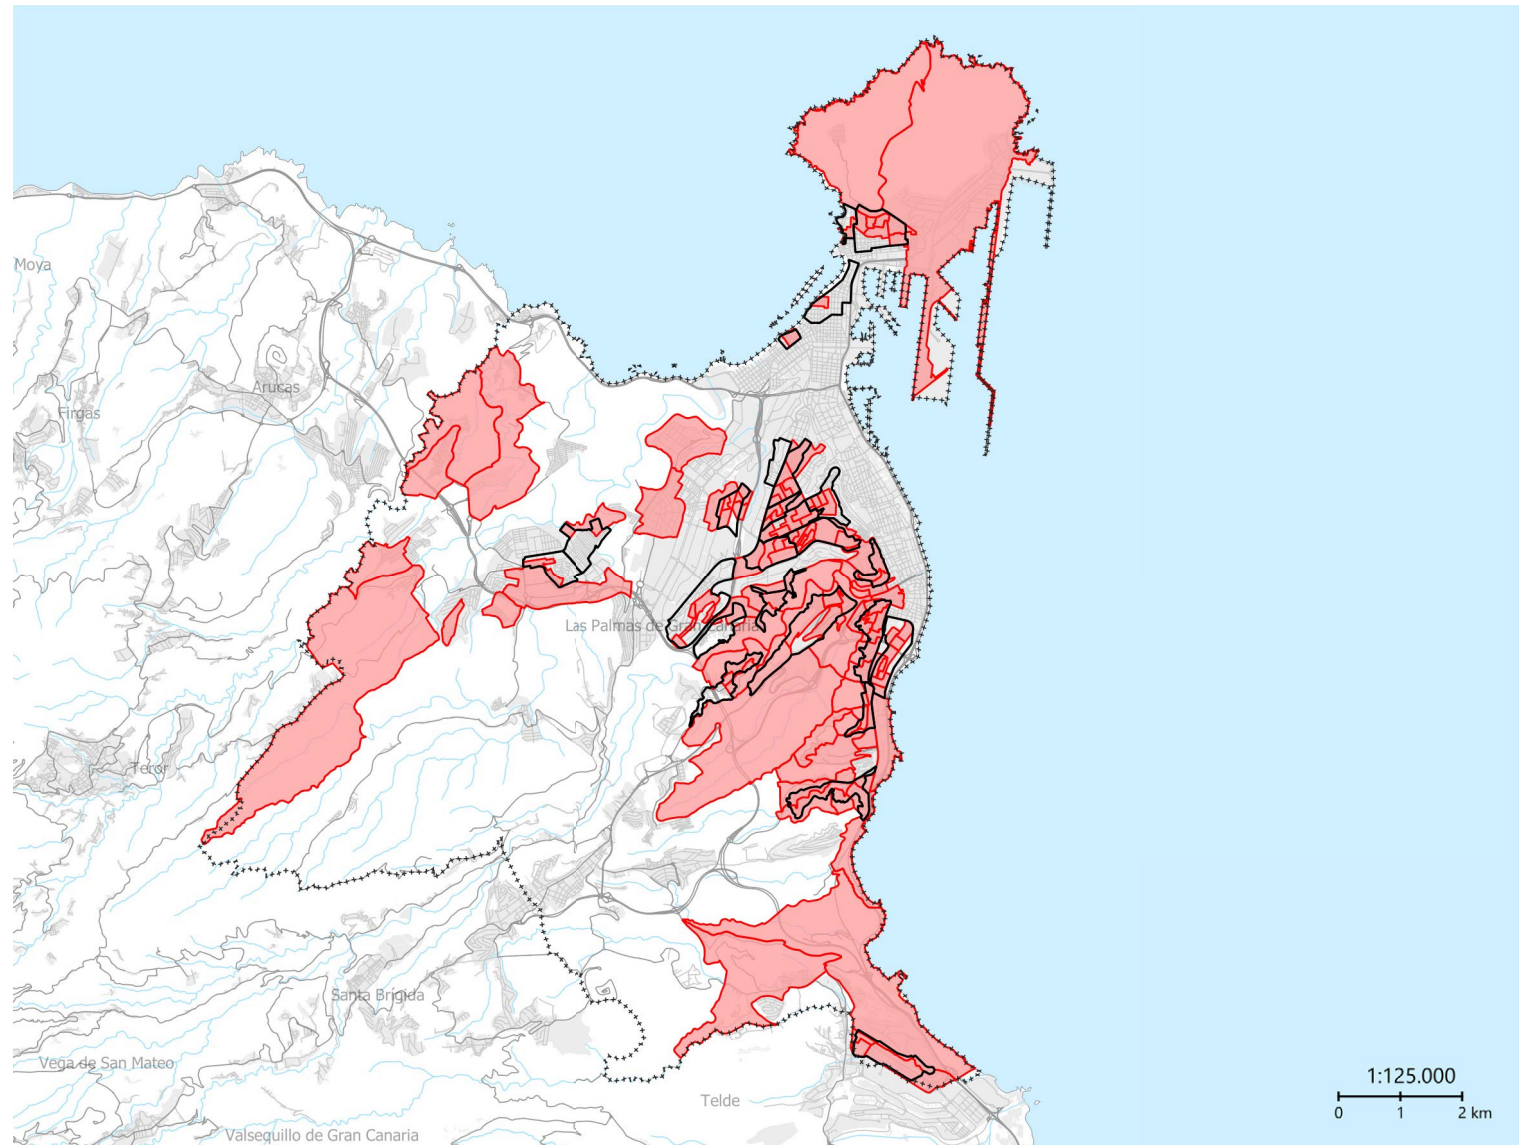 Moya
Arucas
Firgas
Las Palmas de Gran Canaria
Teror
Santa Brígida
Vega de San Mateo
Telde
Valsequillo de Gran Canaria
1:125.000
0 1 2 km